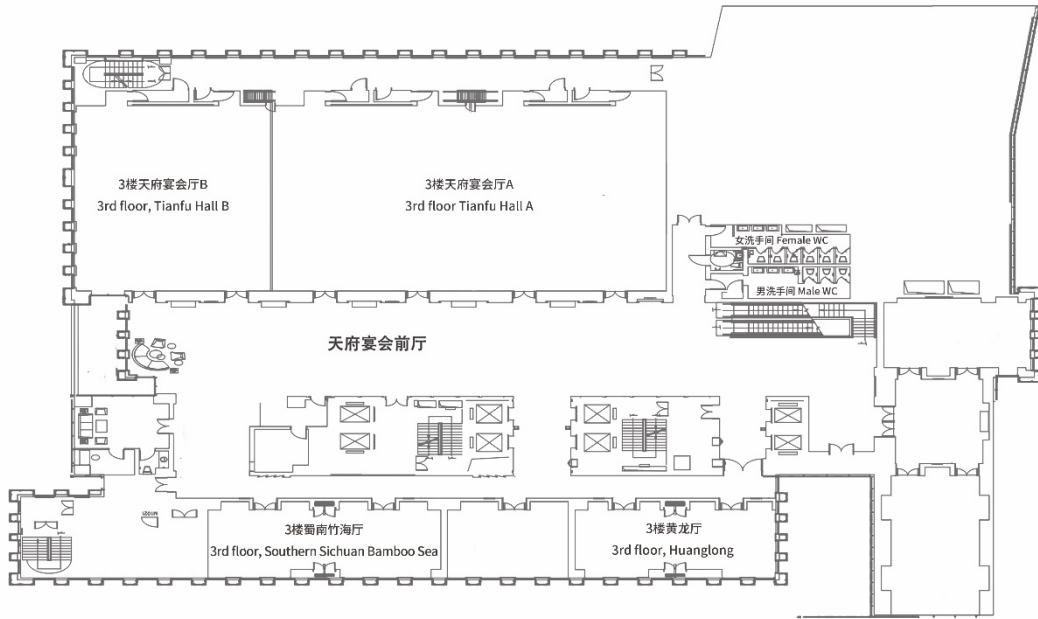 3楼天府宴会厅B
3rd floor, Tianfu Hall B
3楼天府宴会厅A
3rd floor Tianfu Hall A
女洗手间 Female WC
男洗手间 Male WC
天府宴会前厅
3楼蜀南竹海厅
3rd floor, Southern Sichuan Bamboo Sea
3楼黄龙厅
3rd floor, Huanglong